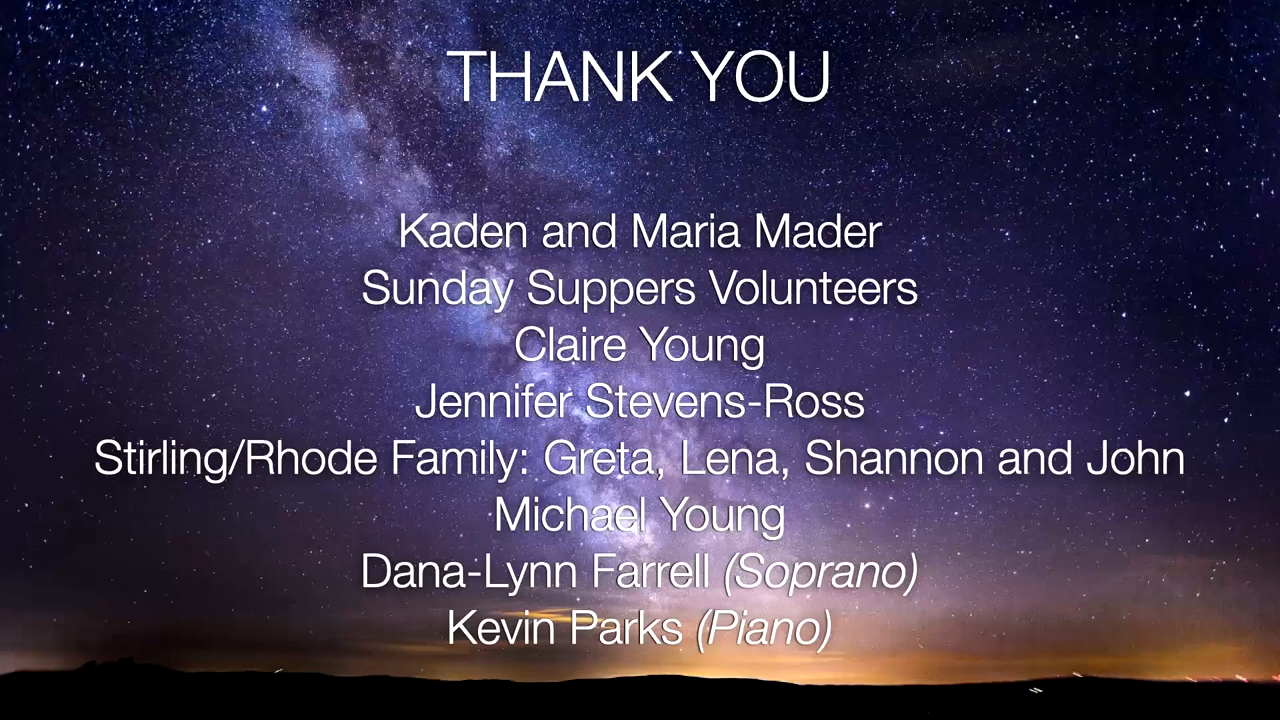 THANK YOU
Kaden and Maria Mader
Sunday Suppers Volunteers
Claire Young
Jennifer Stevens-Ross
Stirling/Rhode Family: Greta, Lena, Shannon and John
Michael Young
Dana-Lynn Farrell (Soprano)
Kevin Parks (Piano)